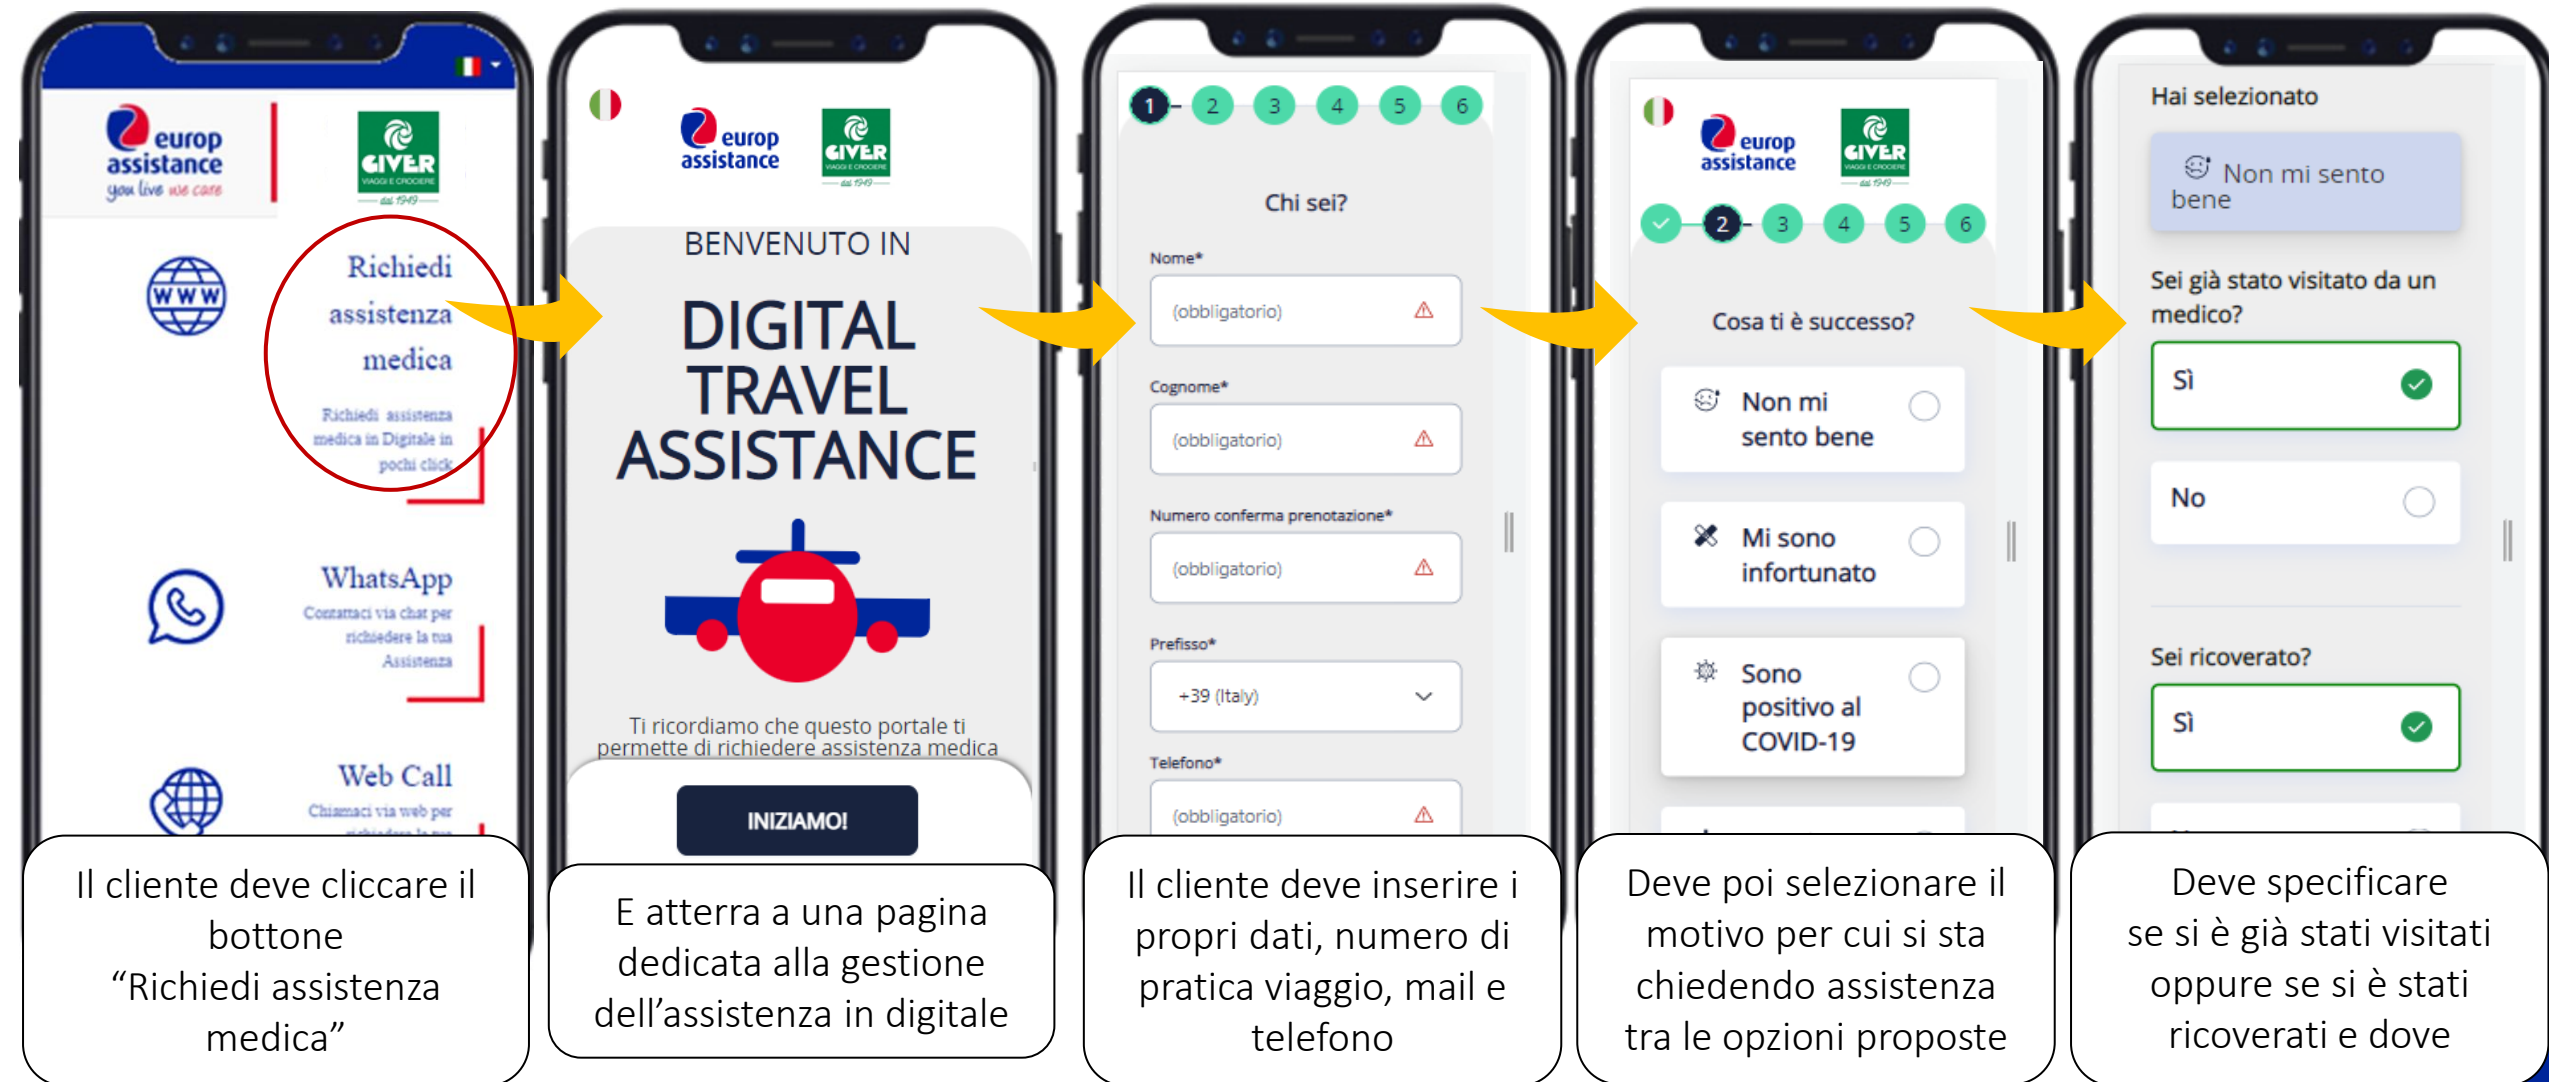 europ
assistance
you live we care
GIVER
VIAGGI E CROCIERE
dal 1949
www
Richiedi
assistenza
medica
Richiedi assistenza
medica in Digitale in
pochi click
WhatsApp
Contattaci via chat per
richiedere la tua
Assistenza
Web Call
Chiamaci via web per
richiedere la tua
Il cliente deve cliccare il
bottone
“Richiedi assistenza
medica”
europ
assistance
GIVER
VIAGGI E CROCIERE
dal 1949
BENVENUTO IN
DIGITAL
TRAVEL
ASSISTANCE
Ti ricordiamo che questo portale ti
permette di richiedere assistenza medica
INIZIAMO!
E atterra a una pagina
dedicata alla gestione
dell’assistenza in digitale
1 2 3 4 5 6
Chi sei?
Nome*
(obbligatorio)
Cognome*
(obbligatorio)
Numero conferma prenotazione*
(obbligatorio)
Prefisso*
+39 (Italy)
Telefono*
(obbligatorio)
Il cliente deve inserire i
propri dati, numero di
pratica viaggio, mail e
telefono
europ
assistance
GIVER
VIAGGI E CROCIERE
dal 1949
2 3 4 5 6
Cosa ti è successo?
Non mi
sento bene
Mi sono
infortunato
Sono
positivo al
COVID-19
Deve poi selezionare il
motivo per cui si sta
chiedendo assistenza
tra le opzioni proposte
Hai selezionato
Non mi sento
bene
Sei già stato visitato da un
medico?
Sì
No
Sei ricoverato?
Sì
Deve specificare
se si è già stati visitati
oppure se si è stati
ricoverati e dove